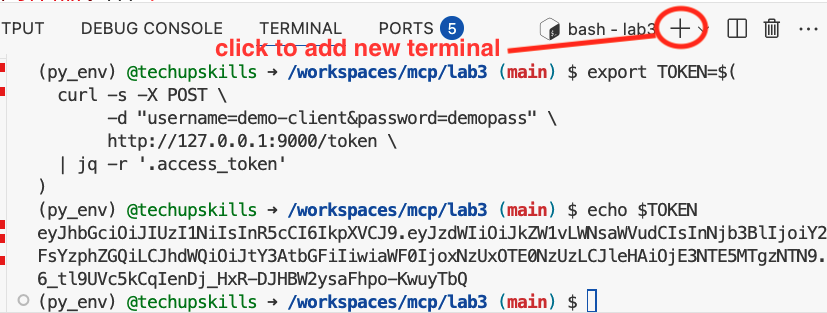 TPUT DEBUG CONSOLE TERMINAL PORTS 5 bash - lab3
click to add new terminal
(py_env) @techupskills ➜ /workspaces/mcp/lab3 (main) $ export TOKEN=$(
curl -s -X POST \
-d "username=demo-client&password=demopass" \
http://127.0.0.1:9000/token \
| jq -r '.access_token'
)
(py_env) @techupskills ➜ /workspaces/mcp/lab3 (main) $ echo $TOKEN
eyJhbGciOiJIUzI1NiIsInR5cCI6IkpXVCJ9.eyJzdWIiOiJkZW1vLWNsaWVudCIsInNjb3BlIjoiY2
FsYzphZGQiLCJhdWQiOiJtY3AtbGFiIiwiaWF0IjoxNzUxOTE0NzUzLCJleHAiOjE3NTE5MTgzNTN9.
6_tl9UVc5kCqIenDj_HxR-DJHBW2ysaFhpo-KwuyTbQ
(py_env) @techupskills ➜ /workspaces/mcp/lab3 (main) $